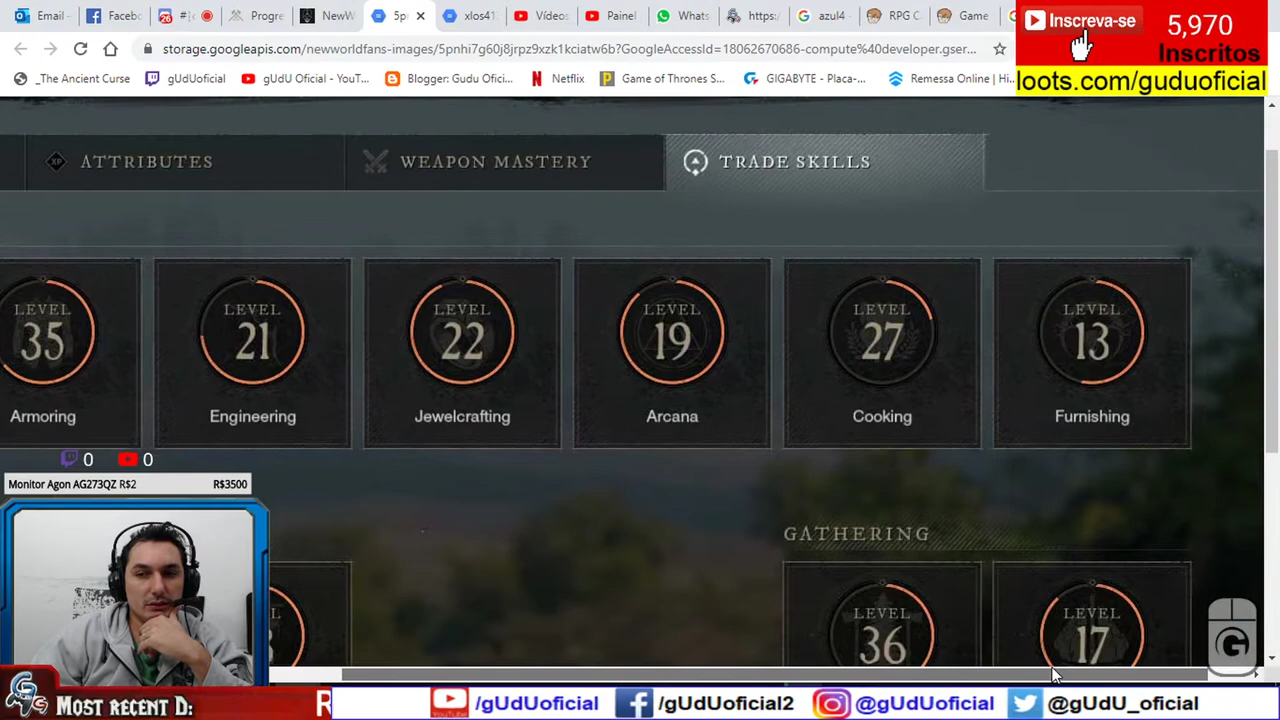 Email
Facebo
26
#
Progre
NewW
5p
xlos41
Vídeos
Painel
Whats
https:/
azul4 -
RPG C
Game
Inscreva-se
5,970
Inscritos
loots.com/guduoficial
storage.googleapis.com/newworldfans-images/5pnhi7g60j8jrpz9xzk1kciatw6b?GoogleAccessId=18062670686-compute%40developer.gser...
_The Ancient Curse
gUdUoficial
gUdU Oficial - YouT...
Blogger: Gudu Ofici...
Netflix
Game of Thrones S...
GIGABYTE - Placa-...
Remessa Online | Hi...
XP
ATTRIBUTES
WEAPON MASTERY
TRADE SKILLS
LEVEL
35
Armoring
LEVEL
21
Engineering
LEVEL
22
Jewelcrafting
LEVEL
19
Arcana
LEVEL
27
Cooking
LEVEL
13
Furnishing
0
0
Monitor Agon AG273QZ R$2
R$3500
GATHERING
LEVEL
36
LEVEL
17
MOST RECENT D:
/gUdUoficial
/gUdUoficial2
@gUdUoficial
@gUdU_oficial